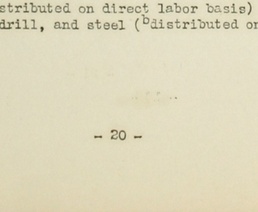 stributed on direct labor basis)
drill, and steel (ᵇdistributed on
- 20 -